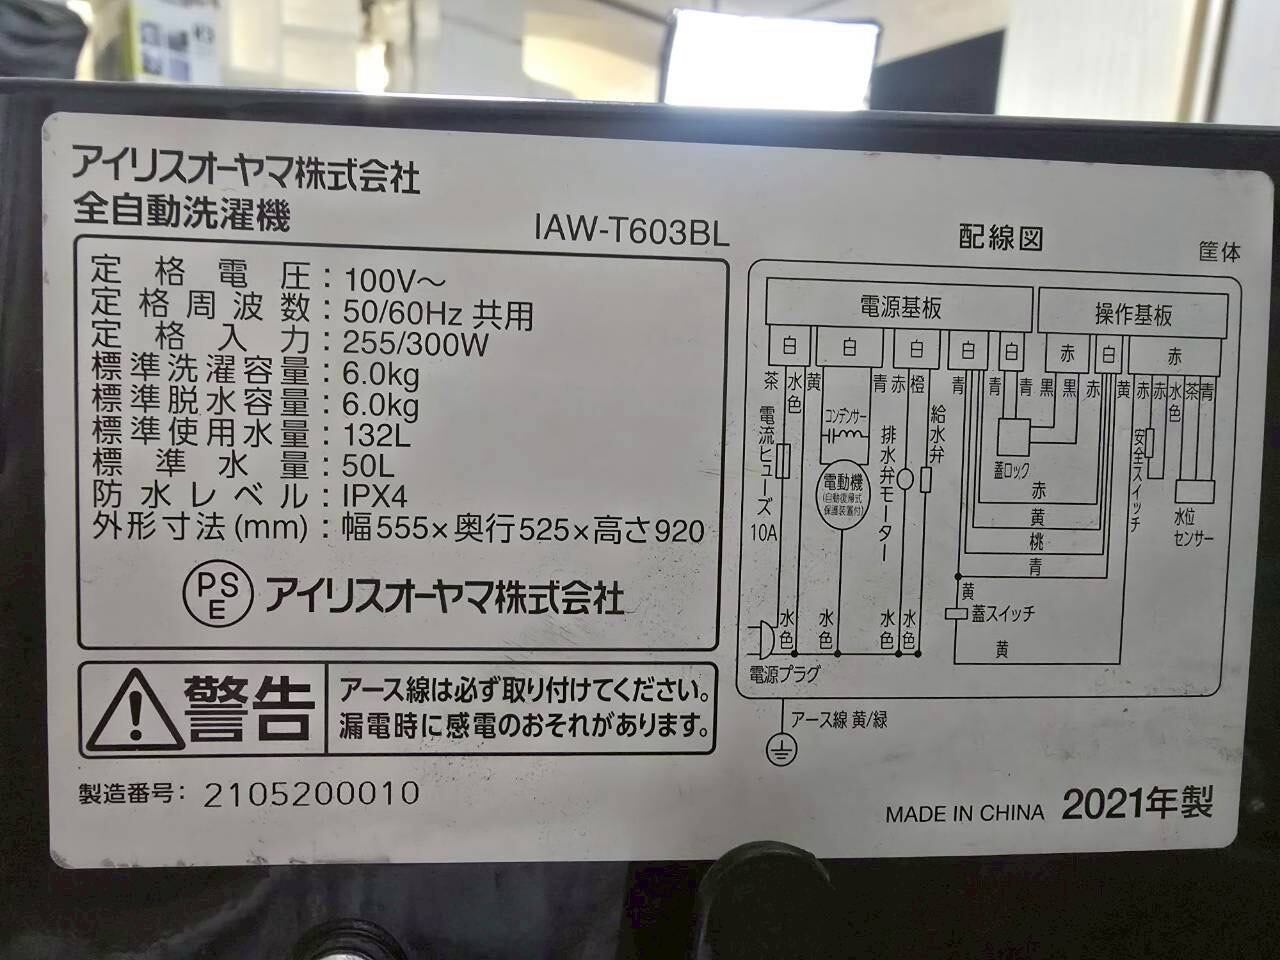 アイリスオーヤマ株式会社
全自動洗濯機
IAW-T603BL
定格電圧：100V〜
定格周波数：50/60Hz 共用
定格入力：255/300W
標準洗濯容量：6.0kg
標準脱水容量：6.0kg
標準使用水量：132L
標準水量：50L
防水レベル：IPX4
外形寸法(mm)：幅555×奥行525×高さ920
PS
E
アイリスオーヤマ株式会社
警告
アース線は必ず取り付けてください。
漏電時に感電のおそれがあります。
製造番号：2105200010
配線図
筐体
電源基板
操作基板
白 白 白 白 白 赤 白 赤
茶 水色 黄 青 赤 橙 青 青 青 黒 黒 赤 黄 赤 赤 水色 茶 青
電流ヒューズ 10A
コンデンサー
電動機
(自動復帰式
保護装置付)
排水弁モーター
給水弁
蓋ロック
安全スイッチ
水位
センサー
赤
黄
桃
青
黄
蓋スイッチ
黄
水色 水色 水色 水色
電源プラグ
アース線 黄/緑
MADE IN CHINA 2021年製